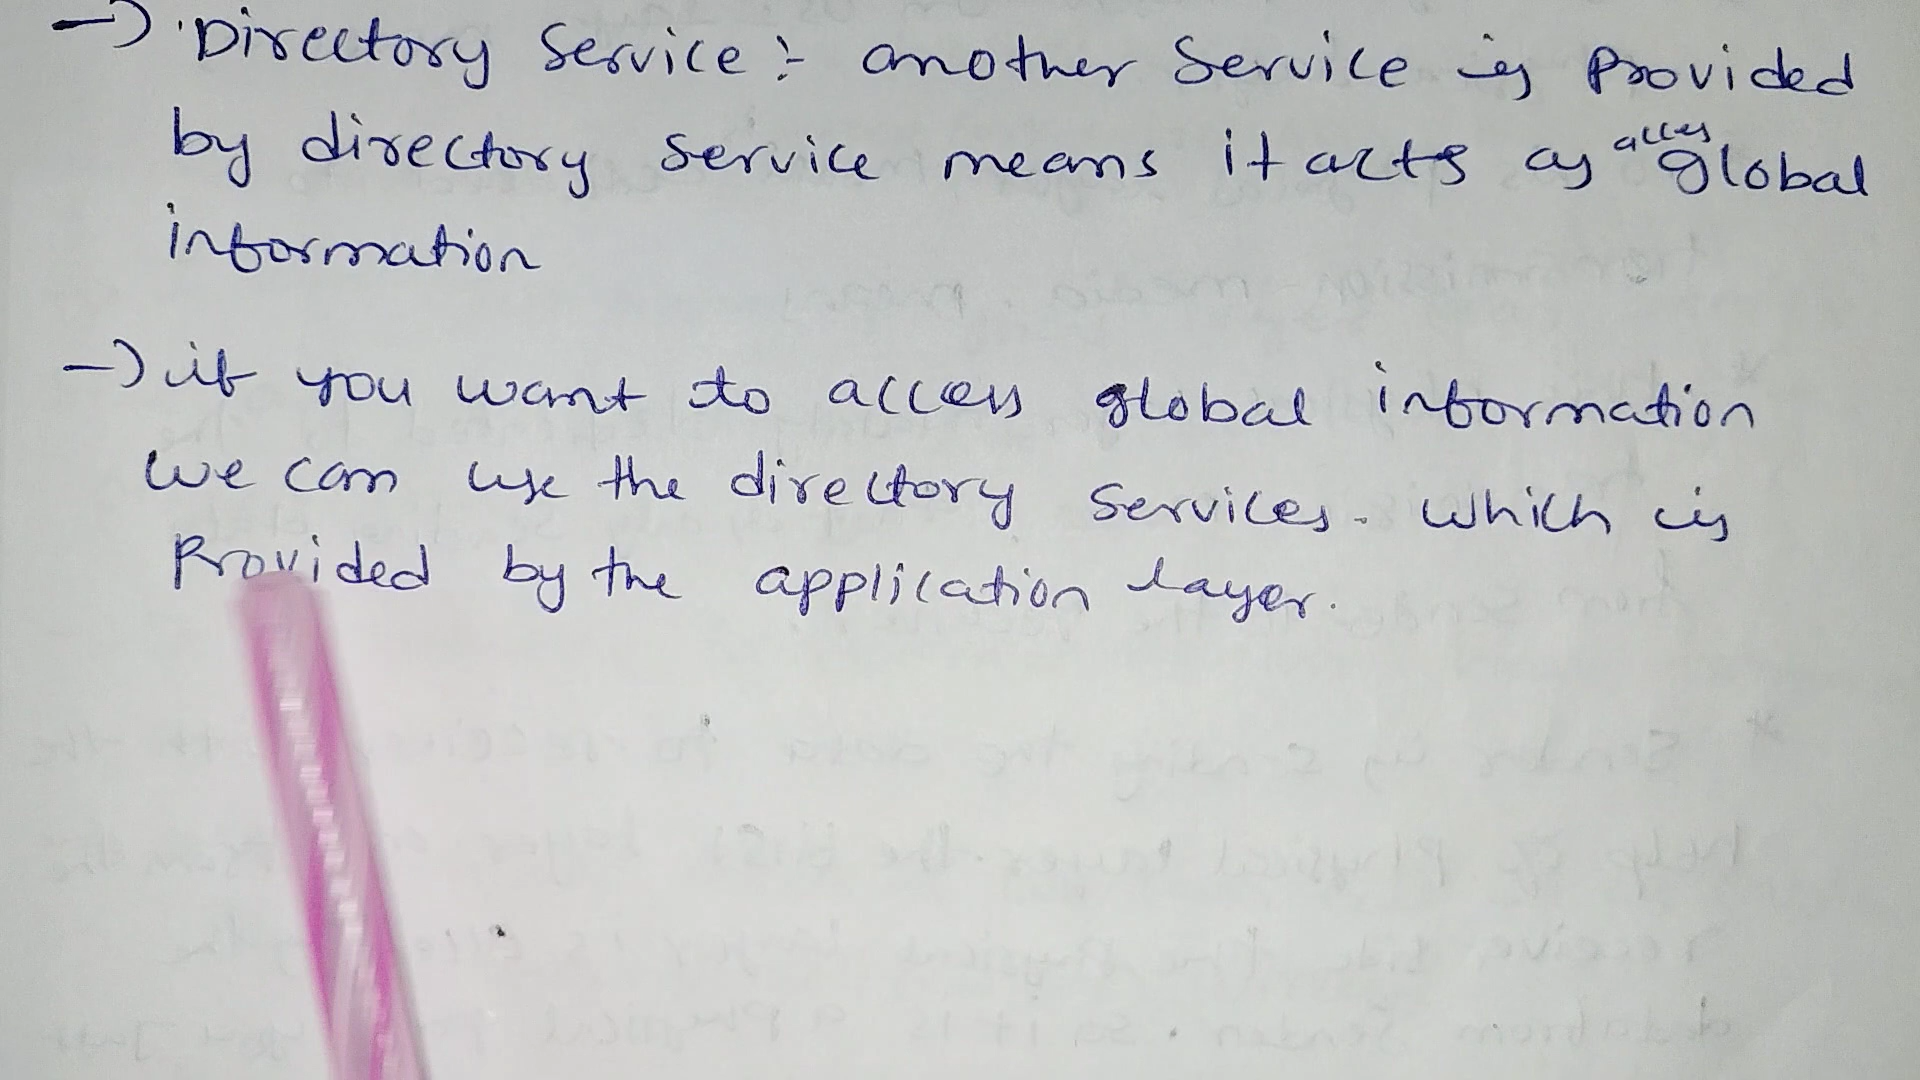 → Directory Service :- another Service is Provided
by directory Service means it acts as acces global
information
→ if you want to access global information
we can use the directory Services. which is
Provided by the application layer.